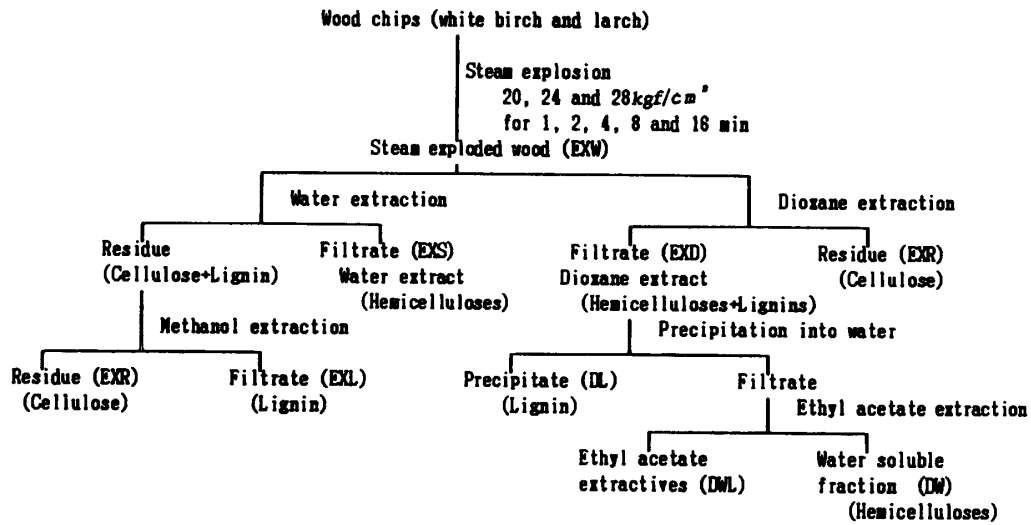 Wood chips (white birch and larch)
Steam explosion
20, 24 and 28kgf/cm²
for 1, 2, 4, 8 and 16 min
Steam exploded wood (EXW)
Water extraction
Dioxane extraction
Residue
(Cellulose+Lignin)
Filtrate (EXS)
Water extract
(Hemicelluloses)
Filtrate (EXD)
Dioxane extract
(Hemicelluloses+Lignins)
Residue (EXR)
(Cellulose)
Methanol extraction
Precipitation into water
Residue (EXR)
(Cellulose)
Filtrate (EXL)
(Lignin)
Precipitate (DL)
(Lignin)
Filtrate
Ethyl acetate extraction
Ethyl acetate
extractives (DWL)
Water soluble
fraction (DW)
(Hemicelluloses)